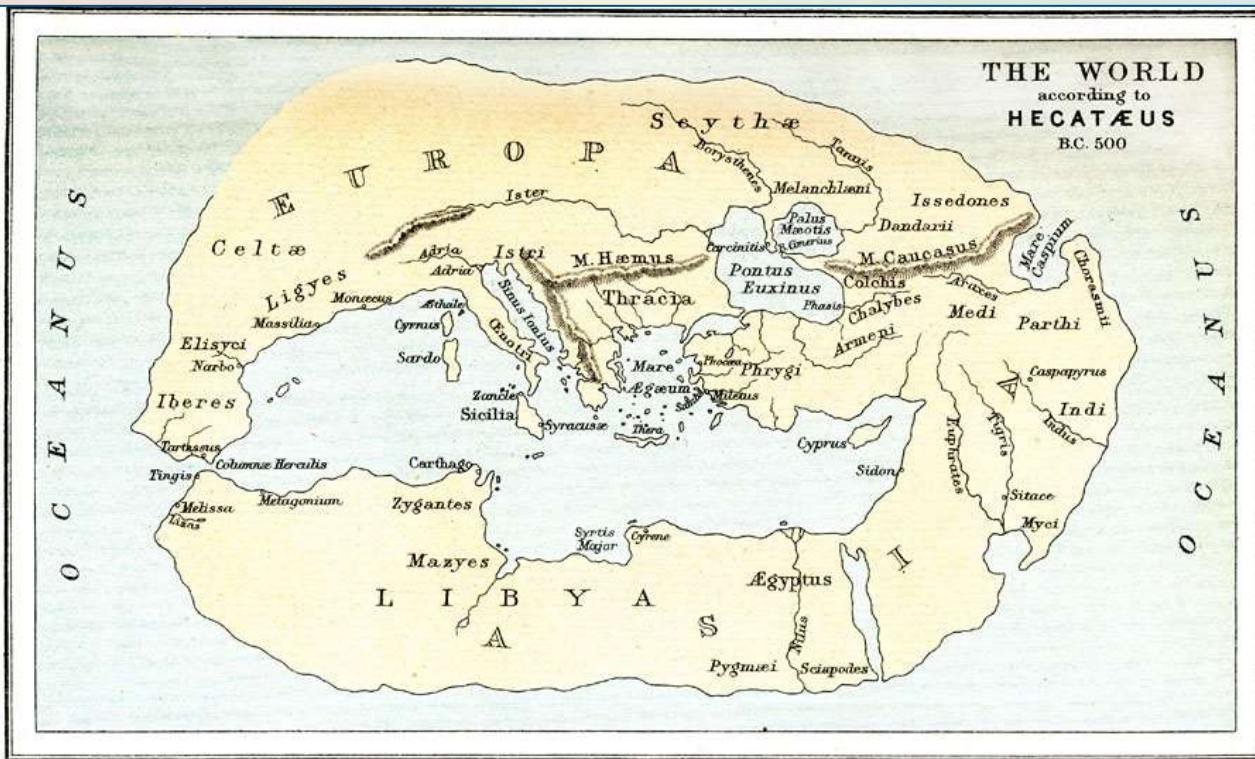 THE WORLD
according to
HECATÆUS
B.C. 500
OCEANUS
OCEANUS
EUROPA
Scythæ
Borysthenes
Tanais
Melanchlæni
Issedones
Palus
Mæotis
Dandarii
B. Cimerius
Carcinitis
M. Caucasus
Mare
Caspium
Chorasmii
Ister
Celtæ
Adria
Istri
Adria
M. Hæmus
Pontus
Euxinus
Colchis
Araxes
Ligyes
Monœcus
Massilia
Æthale
Cyrnus
Sinus Ionius
Œnotri
Thracia
Phasis
Chalybes
Armeni
Medi
Parthi
Elisyci
Narbo
Sardo
Mare
Ægæum
Phocæa
Phrygi
Caspapyrus
Iberes
Zancle
Sicilia
Miletus
Indi
Indus
Tartessus
Syracusæ
Thera
Cyprus
Euphrates
Tigris
Columnæ Herculis
Carthago
Sidon
Tingis
Metagonium
Zygantes
Sitace
Melissa
Lixas
Syrtis
Major
Cyrene
Myci
Mazyes
Ægyptus
LIBYA
ASIA
Nilus
Pygmæi
Sciapodes